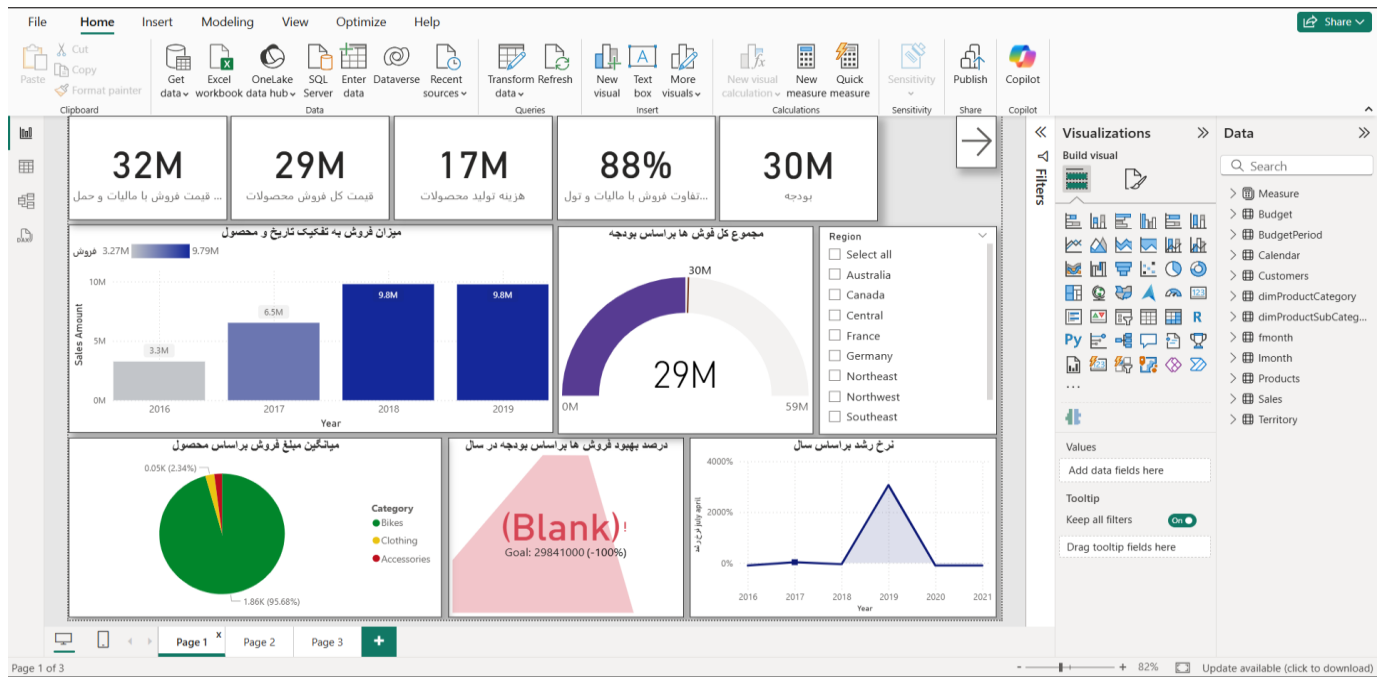 File Home Insert Modeling View Optimize Help Share
Paste Cut Copy Format painter Clipboard
Get data Excel workbook OneLake data hub SQL Server Enter data Dataverse Recent sources Data
Transform data Refresh Queries
New visual Text box More visuals Insert
New visual calculation New measure Quick measure Calculations
Sensitivity Sensitivity
Publish Share
Copilot Copilot
32M
قیمت فروش با مالیات و حمل ...
29M
قیمت کل فروش محصولات
17M
هزینه تولید محصولات
88%
تفاوت فروش با مالیات و تول...
30M
بودجه
میزان فروش به تفکیک تاریخ و محصول
فروش 3.27M 9.79M
Sales Amount
10M
5M
0M
3.3M
6.5M
9.8M
9.8M
2016 2017 2018 2019
Year
مجموع کل فوش ها براساس بودجه
30M
29M
0M 59M
Region
Select all
Australia
Canada
Central
France
Germany
Northeast
Northwest
Southeast
میانگین مبلغ فروش براساس محصول
0.05K (2.34%)
1.86K (95.68%)
Category
Bikes
Clothing
Accessories
درصد بهبود فروش ها براساس بودجه در سال
(Blank)!
Goal: 29841000 (-100%)
نرخ رشد براساس سال
نرخ رشد july april
4000%
2000%
0%
2016 2017 2018 2019 2020 2021
Year
Filters
Visualizations
Build visual
123
R
Py
...
Values
Add data fields here
Tooltip
Keep all filters On
Drag tooltip fields here
Data
Search
Measure
Budget
BudgetPeriod
Calendar
Customers
dimProductCategory
dimProductSubCateg...
fmonth
lmonth
Products
Sales
Territory
Page 1 x Page 2 Page 3 +
Page 1 of 3
- + 82% Update available (click to download)